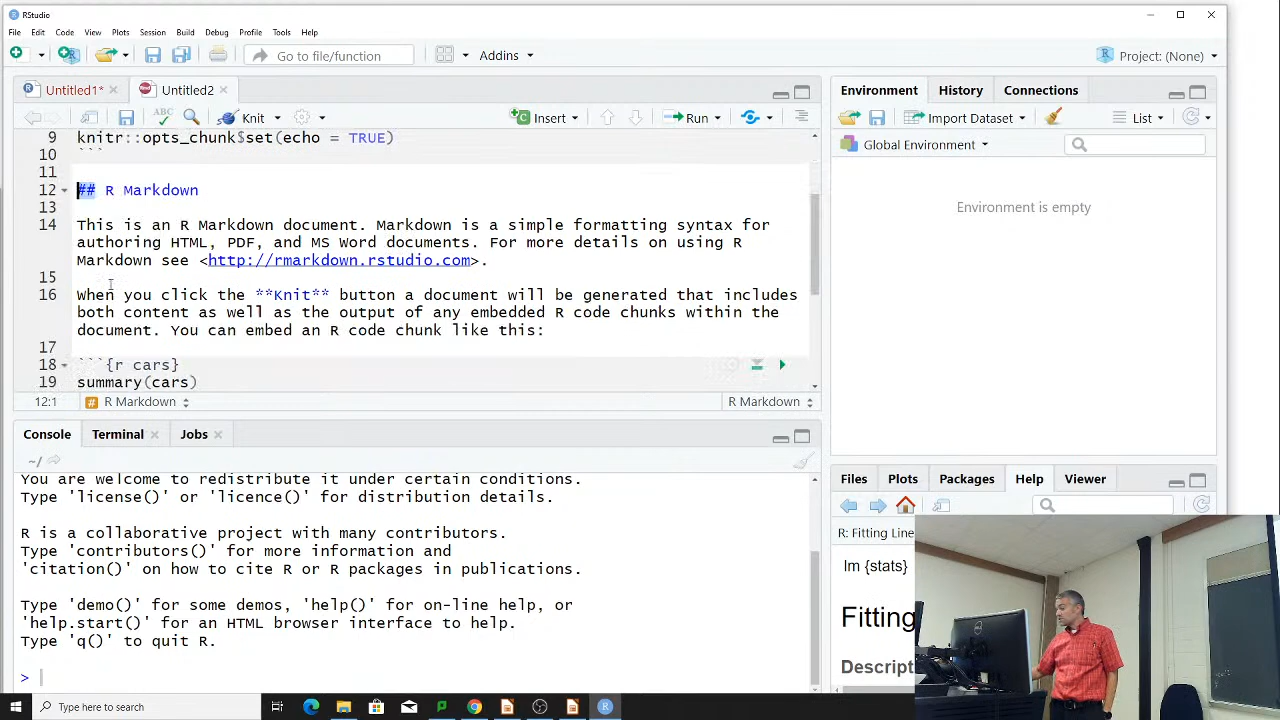 RStudio
File Edit Code View Plots Session Build Debug Profile Tools Help
Go to file/function
Addins
Project: (None)
Untitled1*
Untitled2
Knit
Insert
Run
9 knitr::opts_chunk$set(echo = TRUE)
10 ```
11
12 ## R Markdown
13
14 This is an R Markdown document. Markdown is a simple formatting syntax for
authoring HTML, PDF, and MS Word documents. For more details on using R
Markdown see <http://rmarkdown.rstudio.com>.
15
16 When you click the **Knit** button a document will be generated that includes
both content as well as the output of any embedded R code chunks within the
document. You can embed an R code chunk like this:
17
18 ```{r cars}
19 summary(cars)
12:1 # R Markdown R Markdown
Console Terminal Jobs
~/
You are welcome to redistribute it under certain conditions.
Type 'license()' or 'licence()' for distribution details.
R is a collaborative project with many contributors.
Type 'contributors()' for more information and
'citation()' on how to cite R or R packages in publications.
Type 'demo()' for some demos, 'help()' for on-line help, or
'help.start()' for an HTML browser interface to help.
Type 'q()' to quit R.
>
Environment History Connections
Import Dataset
List
Global Environment
Environment is empty
Files Plots Packages Help Viewer
R: Fitting Line
lm {stats}
Fitting
Descript
Type here to search